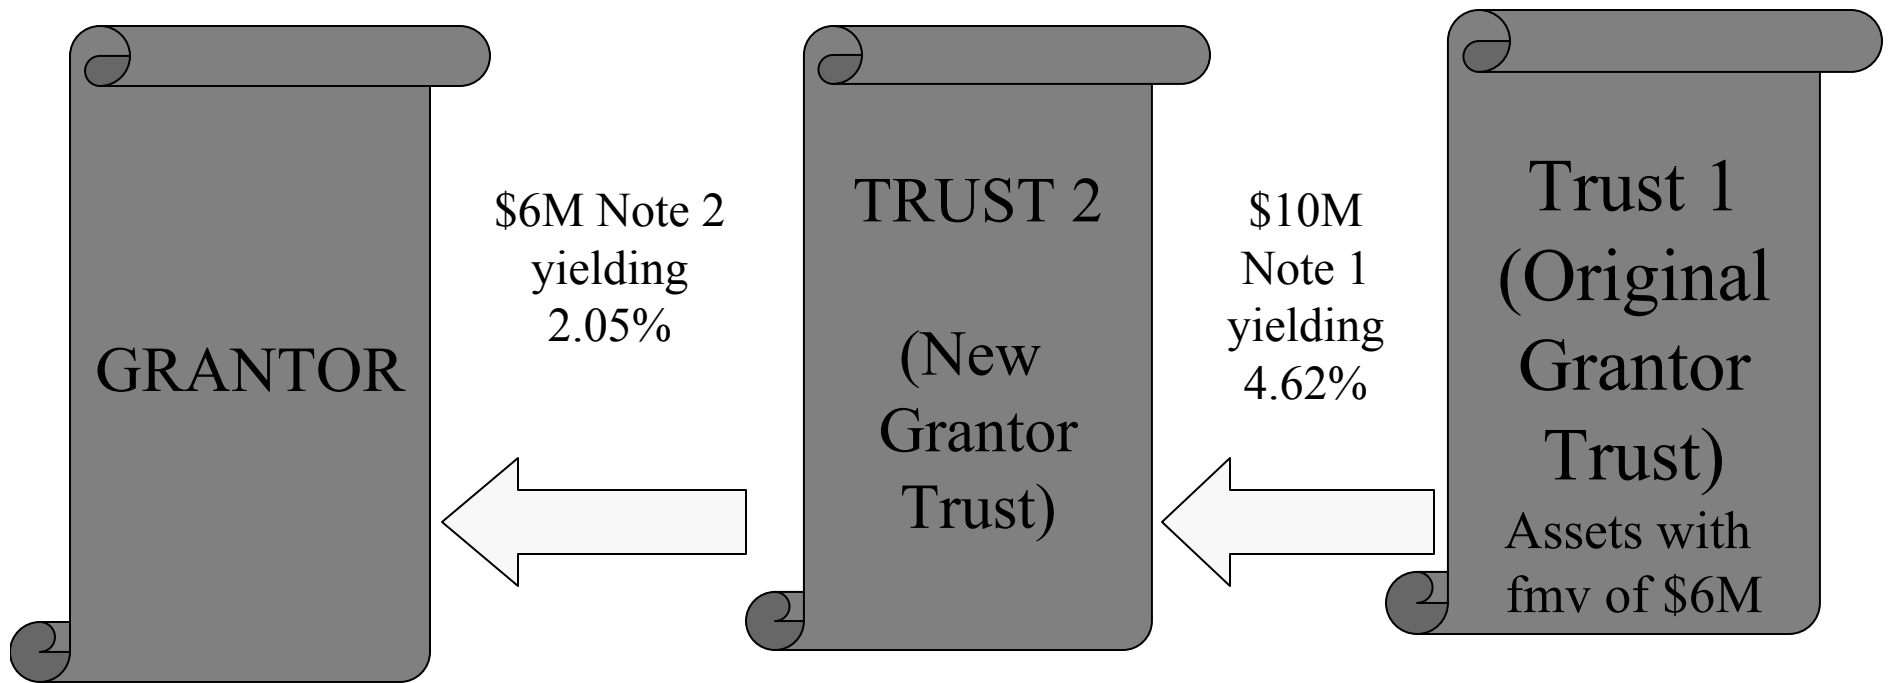 GRANTOR
$6M Note 2
yielding
2.05%
TRUST 2
(New
Grantor
Trust)
$10M
Note 1
yielding
4.62%
Trust 1
(Original
Grantor
Trust)
Assets with
fmv of $6M